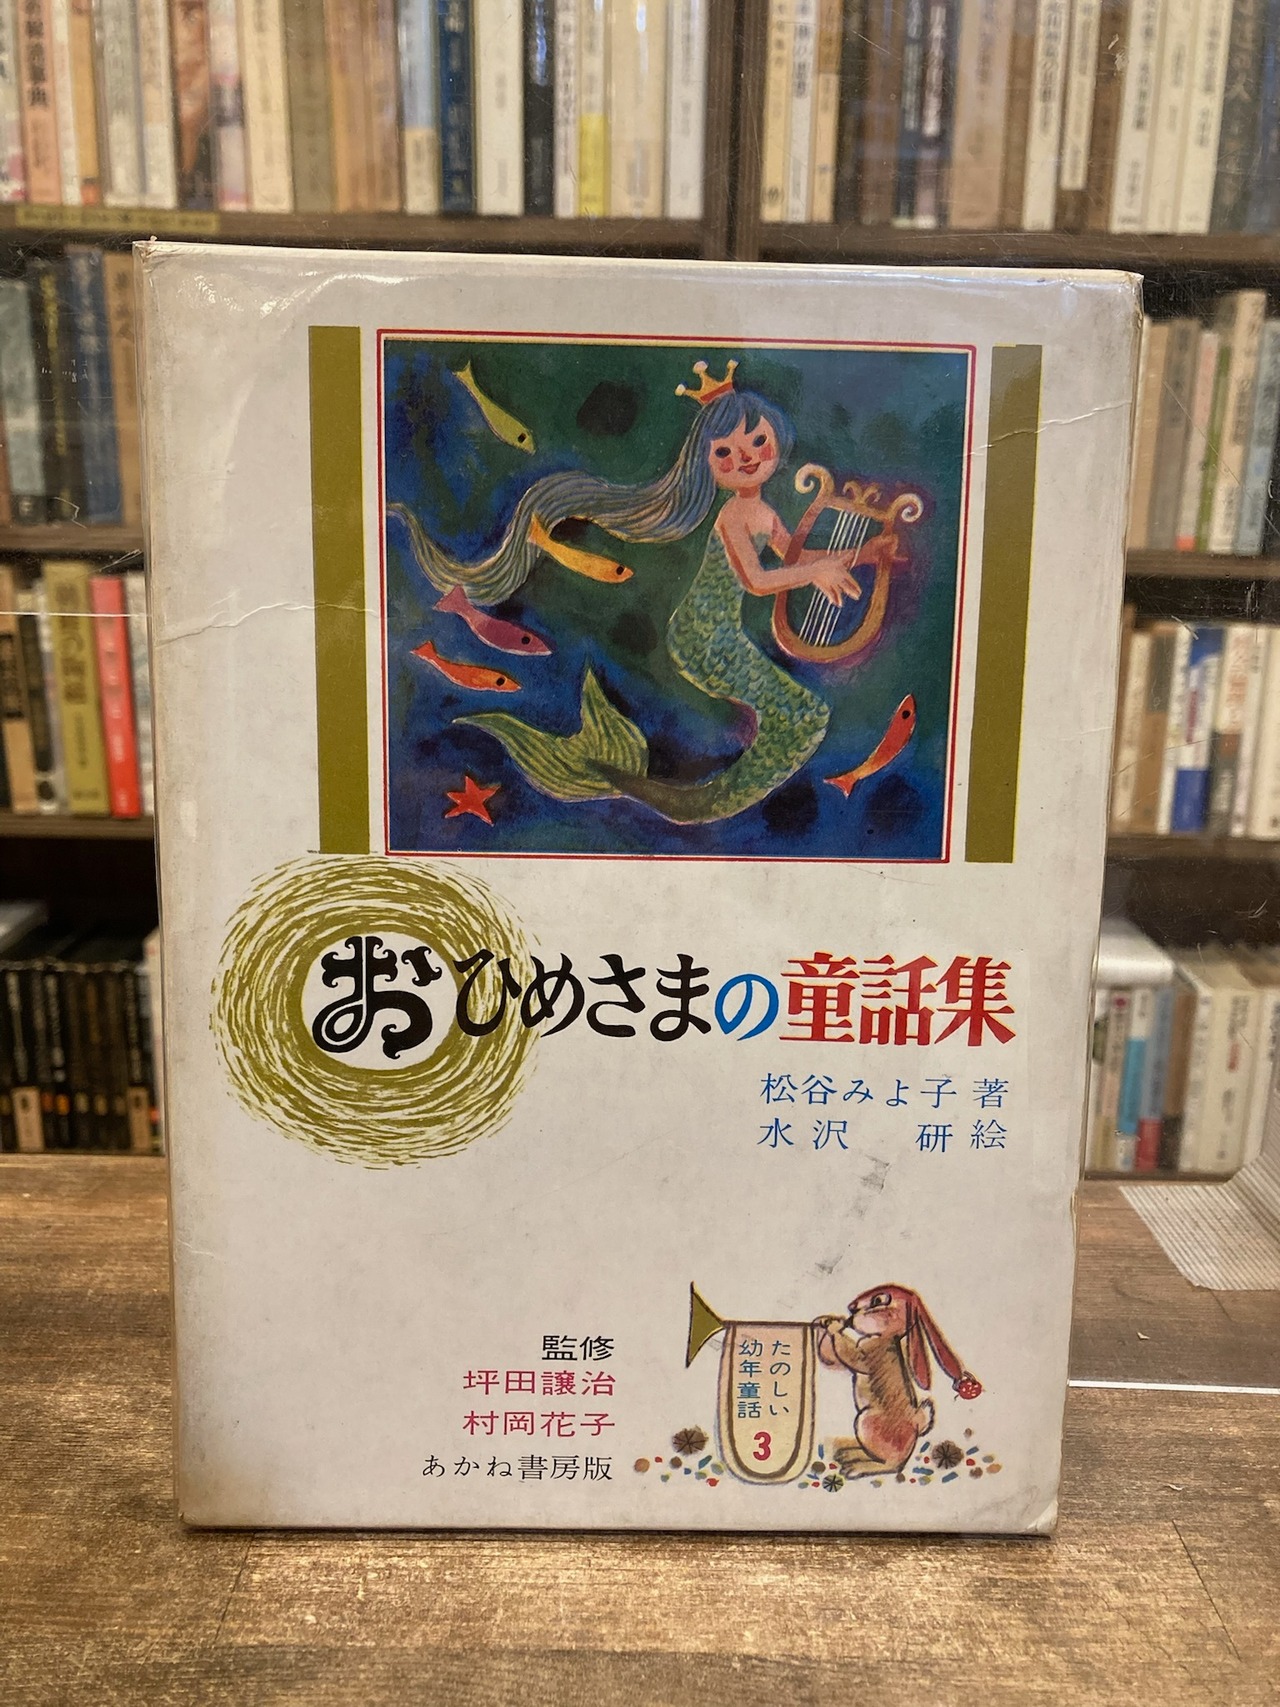 おひめさまの童話集
松谷みよ子 著
水沢 研 絵
監修
坪田譲治
村岡花子
あかね書房版
たのしい
幼年童話
3